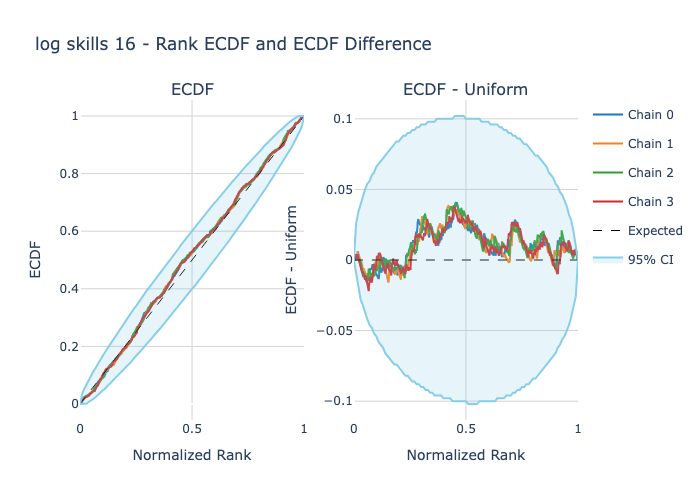 log skills 16 - Rank ECDF and ECDF Difference
ECDF
ECDF - Uniform
1
0.8
0.6
0.4
0.2
0
0
0.5
1
ECDF
Normalized Rank
0.1
0.05
0
−0.05
−0.1
0
0.5
1
ECDF - Uniform
Normalized Rank
Chain 0
Chain 1
Chain 2
Chain 3
Expected
95% CI